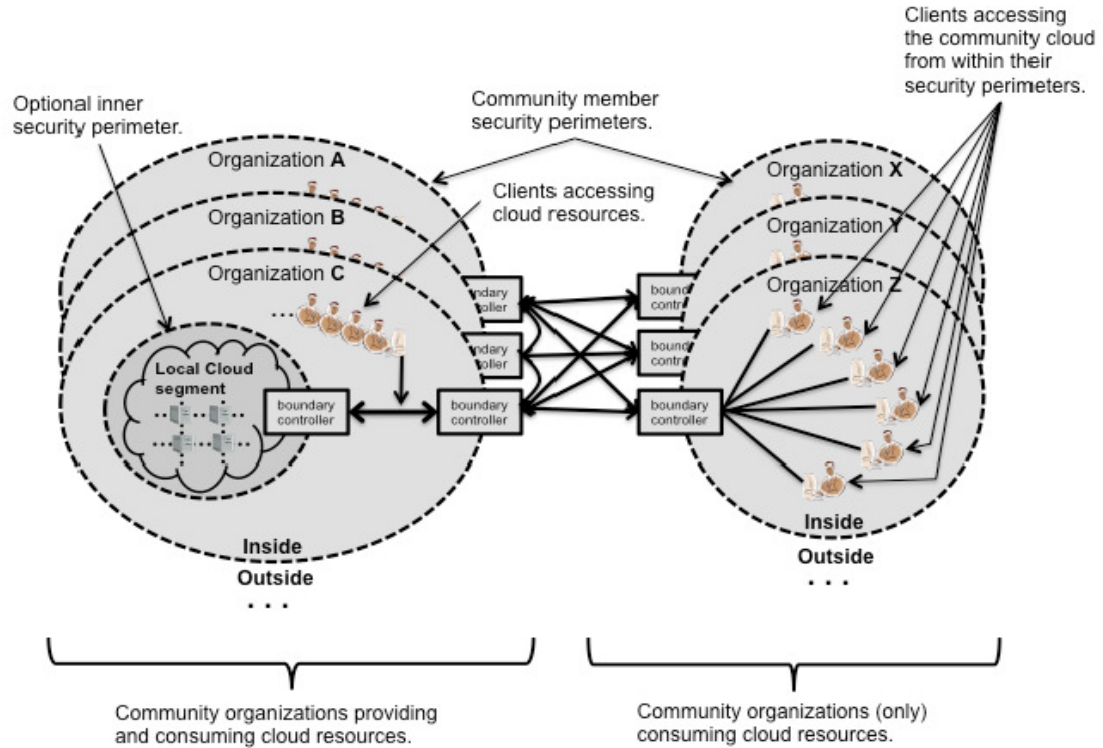 Clients accessing
the community cloud
from within their
security perimeters.
Optional inner
security perimeter.
Community member
security perimeters.
Organization A
Clients accessing
cloud resources.
Organization B
Organization C
Organization X
Organization Y
Organization Z
Local Cloud
segment
boundary
controller
boundary
controller
boundary
controller
Inside
Outside
. . .
Inside
Outside
. . .
Community organizations providing
and consuming cloud resources.
Community organizations (only)
consuming cloud resources.